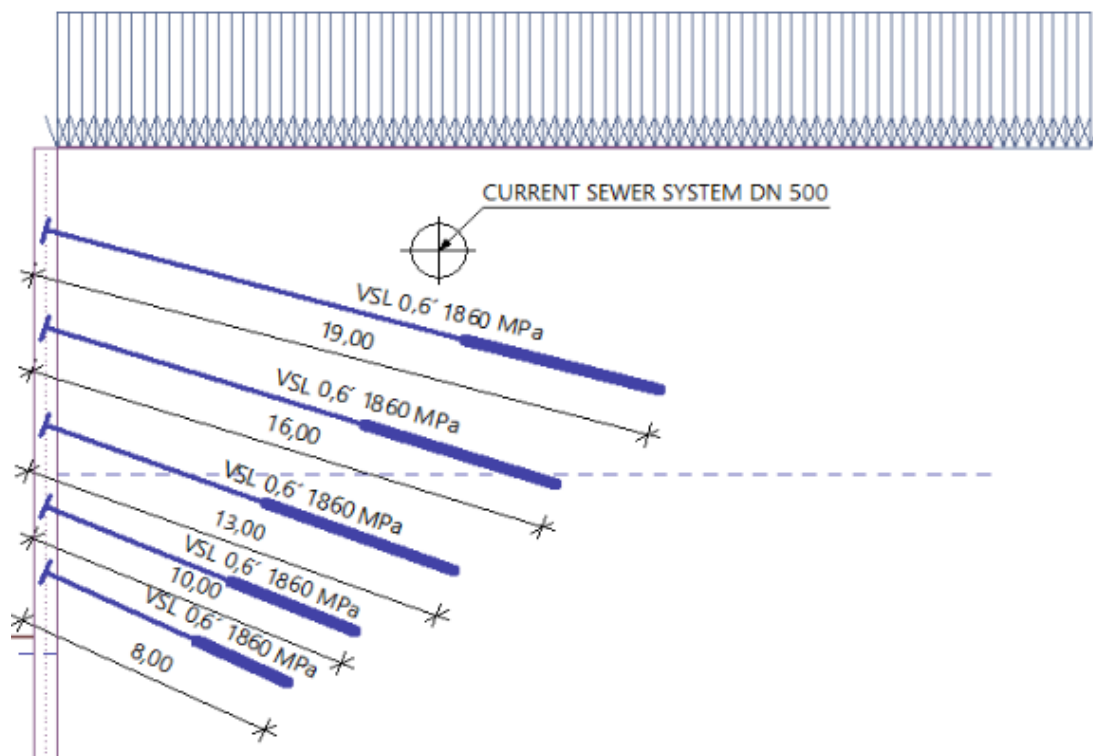 CURRENT SEWER SYSTEM DN 500
VSL 0,6´ 1860 MPa
19,00
VSL 0,6´ 1860 MPa
16,00
VSL 0,6´ 1860 MPa
13,00
VSL 0,6´ 1860 MPa
10,00
VSL 0,6´ 1860 MPa
8,00